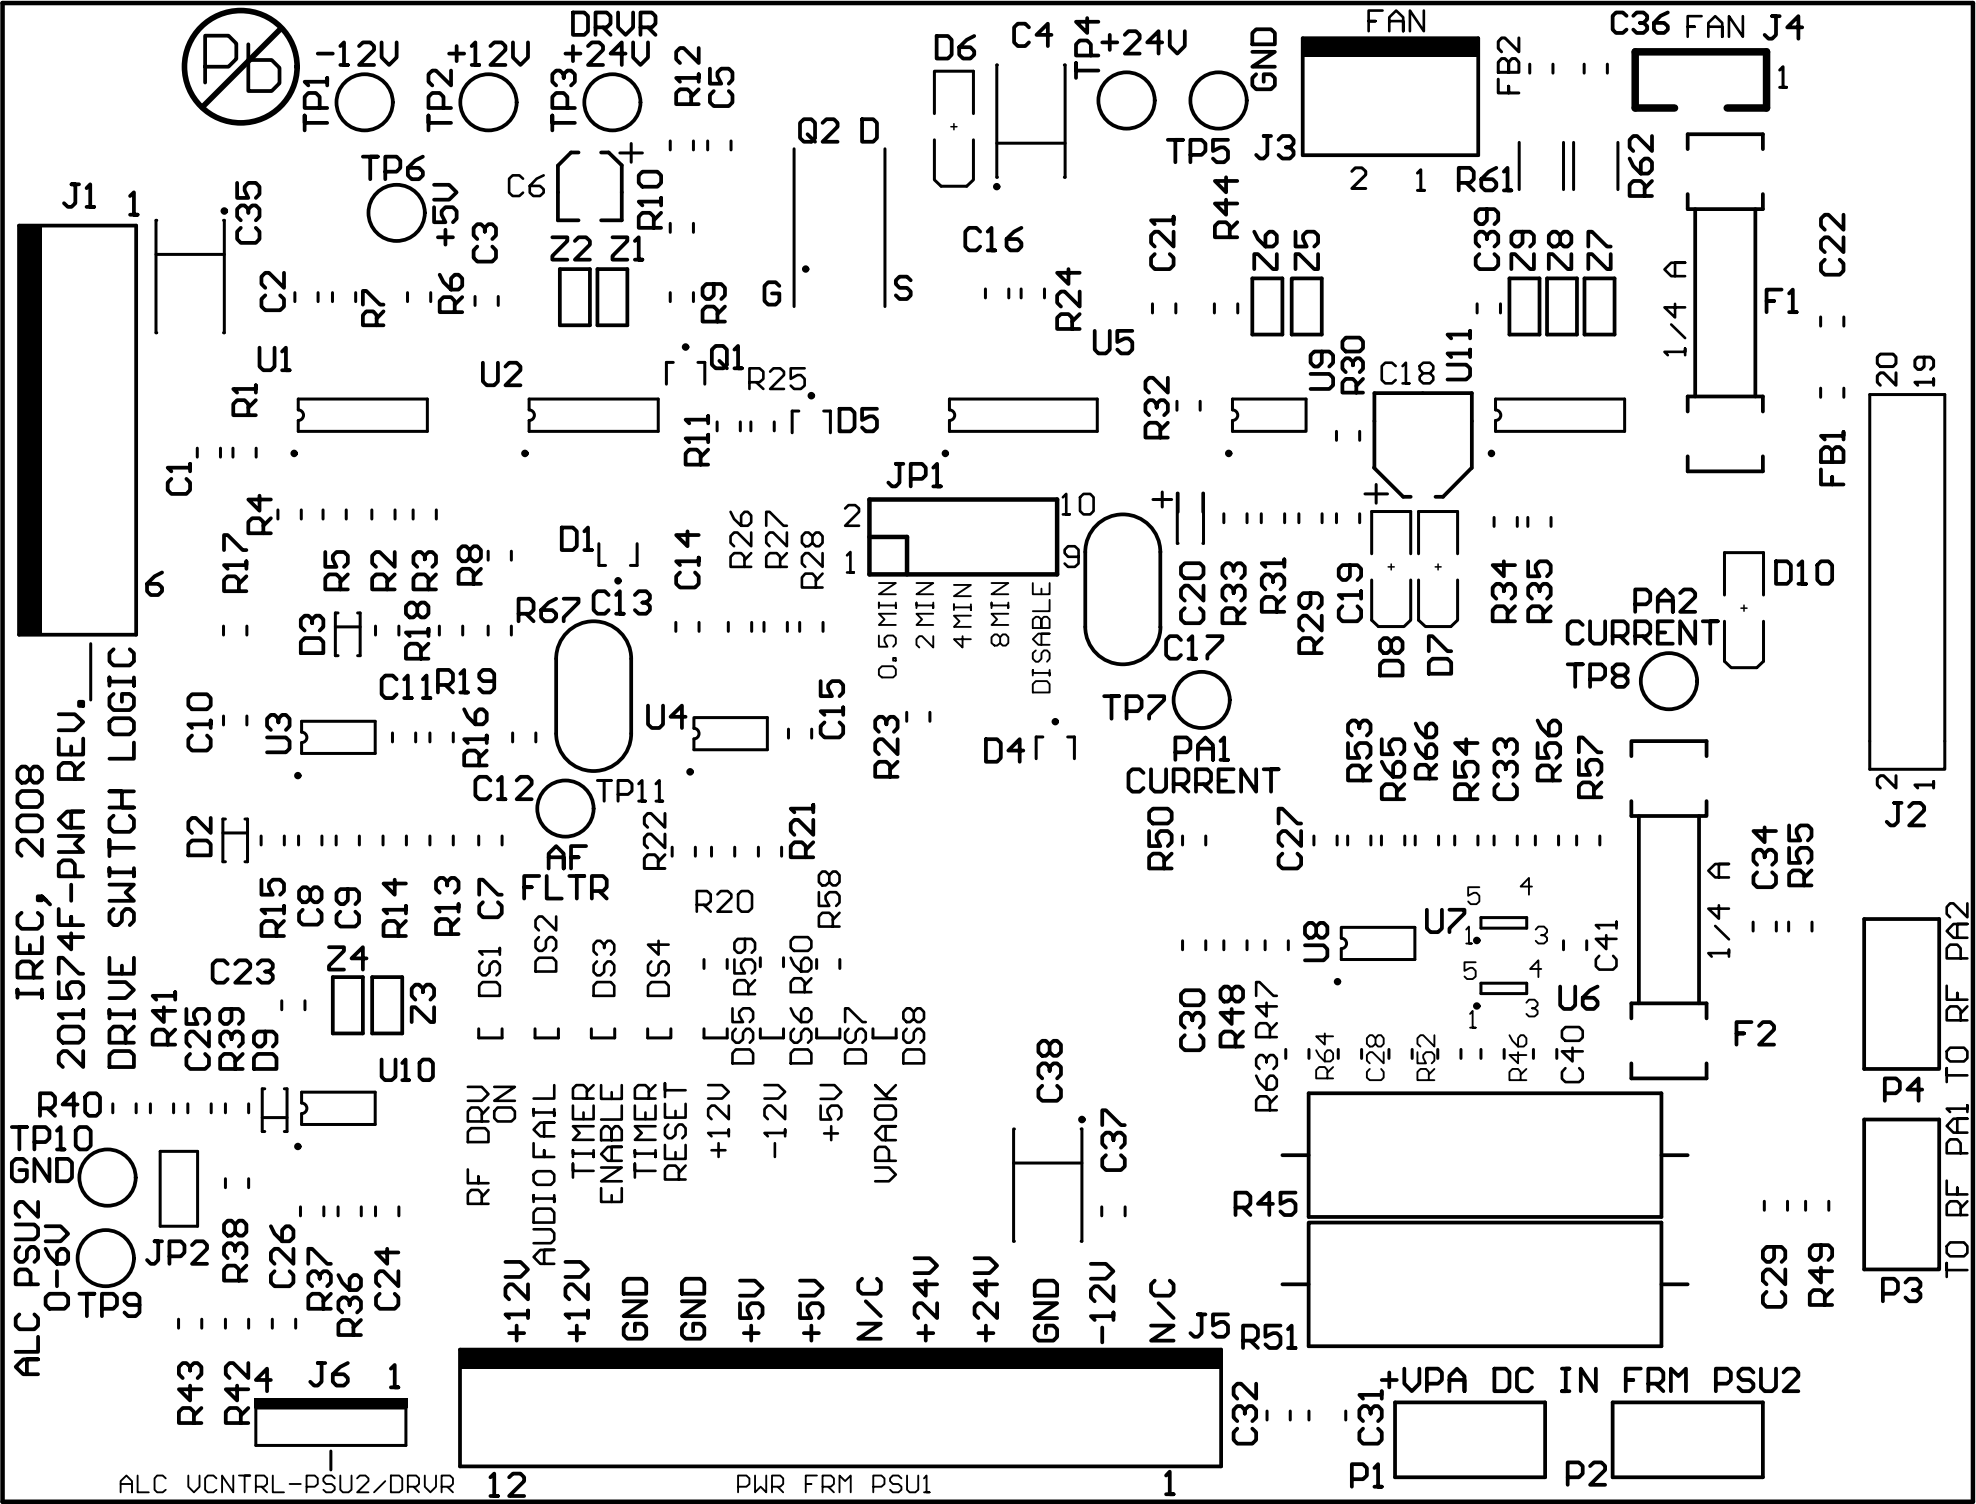 Pb
-12V
TP1
+12V
TP2
DRVR
+24V
TP3
R12
C5
D6
C4
TP4
+24V
GND
TP5
FAN
J3
2
1
FB2
C36
FAN
J4
1
R61
R62
TP6
+5V
C6
+
R10
Q2
D
G
S
J1
1
6
C35
C2
R7
R6
C3
Z2
Z1
R9
C16
R24
C21
R44
Z6
Z5
C39
Z9
Z8
Z7
1/4 A
F1
C22
FB1
U1
R1
U2
Q1
R25
R11
D5
U5
R32
U9
R30
C18
U11
+
20
19
2
1
J2
C1
R4
R17
R5
R2
R3
R8
D1
C14
R26
R27
R28
JP1
2
1
10
9
0.5 MIN
2 MIN
4 MIN
8 MIN
DISABLE
+
C20
R33
R31
R29
C19
D8
D7
R34
R35
D10
PA2
CURRENT
TP8
D3
R18
R67
C13
C17
TP7
PA1
CURRENT
C11
R19
C10
U3
R16
U4
C15
R23
D4
C12
TP11
AF
FLTR
R53
R65
R66
R54
C33
R56
R57
IREC, 2008
201574F-PWA REV.__
DRIVE SWITCH LOGIC
D2
R15
C8
C9
R14
R13
C7
R22
R21
R20
R58
R50
C27
C34
R55
U8
U7
5
4
1
3
C41
5
4
1
3
U6
1/4 A
F2
C23
Z4
Z3
DS1
DS2
DS3
DS4
R59
R60
DS5
DS6
DS7
DS8
R41
C25
R39
D9
U10
R40
C30
R48
R47
R63
R64
C28
R52
R46
C40
TO RF PA2
P4
TO RF PA1
P3
RF DRV
ON
AUDIO FAIL
TIMER
ENABLE
TIMER
RESET
+12V
-12V
+5V
VPAOK
C38
C37
TP10
GND
ALC PSU2
0-6V
TP9
JP2
R38
C26
R37
R36
C24
R45
R51
C29
R49
+12V
+12V
GND
GND
+5V
+5V
N/C
+24V
+24V
GND
-12V
N/C
J5
R43
R42
4
J6
1
ALC VCNTRL-PSU2/DRVR
12
PWR FRM PSU1
1
C32
C31
+VPA DC IN FRM PSU2
P1
P2